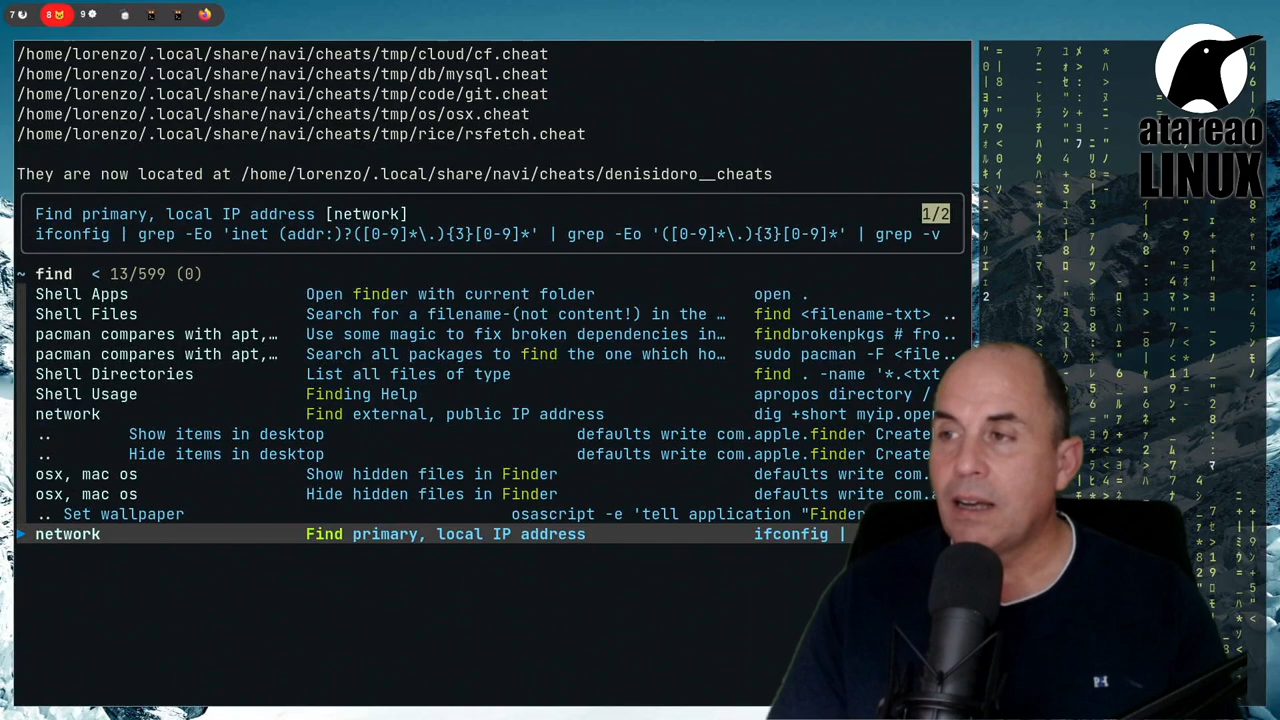 7
8
9
/home/lorenzo/.local/share/navi/cheats/tmp/cloud/cf.cheat
/home/lorenzo/.local/share/navi/cheats/tmp/db/mysql.cheat
/home/lorenzo/.local/share/navi/cheats/tmp/code/git.cheat
/home/lorenzo/.local/share/navi/cheats/tmp/os/osx.cheat
/home/lorenzo/.local/share/navi/cheats/tmp/rice/rsfetch.cheat
They are now located at /home/lorenzo/.local/share/navi/cheats/denisidoro__cheats
Find primary, local IP address [network] 1/2
ifconfig | grep -Eo 'inet (addr:)?([0-9]*\.){3}[0-9]*' | grep -Eo '([0-9]*\.){3}[0-9]*' | grep -v
~ find < 13/599 (0)
Shell Apps Open finder with current folder open .
Shell Files Search for a filename-(not content!) in the … find <filename-txt> ..
pacman compares with apt,… Use some magic to fix broken dependencies in… findbrokenpkgs # fro..
pacman compares with apt,… Search all packages to find the one which ho… sudo pacman -F <file..
Shell Directories List all files of type find . -name '*.<txt
Shell Usage Finding Help apropos directory /
network Find external, public IP address dig +short myip.ope
.. Show items in desktop defaults write com.apple.finder Create
.. Hide items in desktop defaults write com.apple.finder Create
osx, mac os Show hidden files in Finder defaults write com.
osx, mac os Hide hidden files in Finder defaults write com.
.. Set wallpaper osascript -e 'tell application "Finder
network Find primary, local IP address ifconfig |
atareao
LINUX